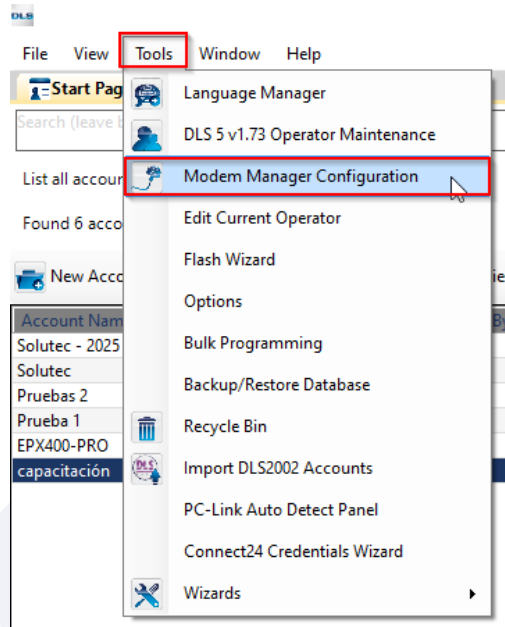 DLS
File View Tools Window Help
Start Pag
Search (leave b
List all accour
Found 6 acco
New Acco
Account Nam
Solutec - 2025
Solutec
Pruebas 2
Prueba 1
EPX400-PRO
capacitación
Language Manager
DLS 5 v1.73 Operator Maintenance
Modem Manager Configuration
Edit Current Operator
Flash Wizard
Options
Bulk Programming
Backup/Restore Database
Recycle Bin
DLS
Import DLS2002 Accounts
PC-Link Auto Detect Panel
Connect24 Credentials Wizard
Wizards